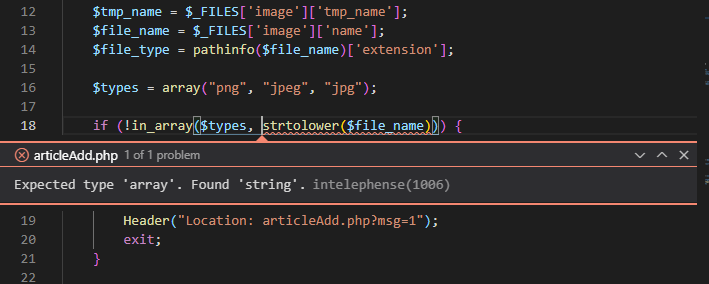 12 $tmp_name = $_FILES['image']['tmp_name'];
13 $file_name = $_FILES['image']['name'];
14 $file_type = pathinfo($file_name)['extension'];
15
16 $types = array("png", "jpeg", "jpg");
17
18 if (!in_array($types, strtolower($file_name))) {
articleAdd.php 1 of 1 problem
Expected type 'array'. Found 'string'. intelephense(1006)
19 Header("Location: articleAdd.php?msg=1");
20 exit;
21 }
22